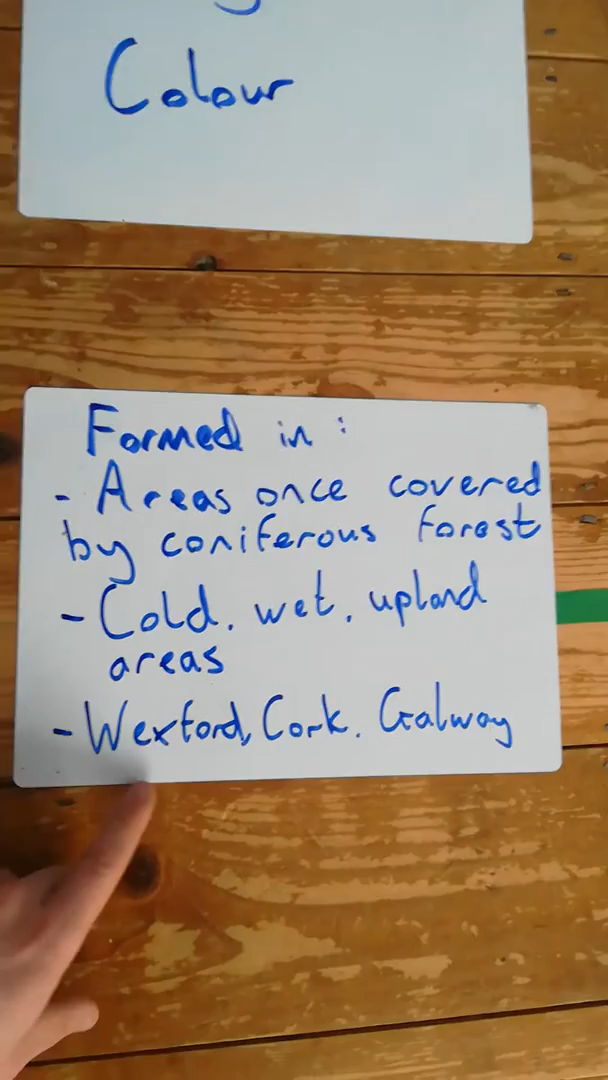 Colour
Formed in :
- Areas once covered
by coniferous forest
- Cold, wet, upland
areas
- Wexford, Cork, Galway